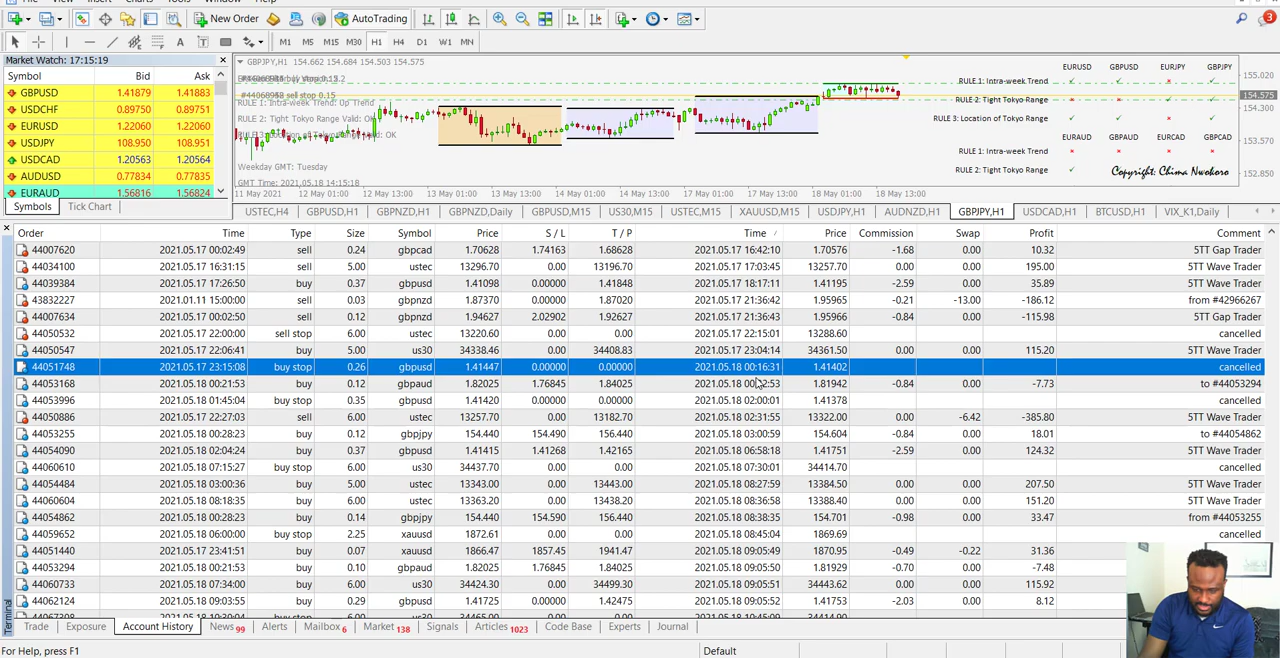 File View Insert Charts Tools Window Help
New Order AutoTrading 3
A T M1 M5 M15 M30 H1 H4 D1 W1 MN
Market Watch: 17:15:19
Symbol Bid Ask
GBPUSD 1.41879 1.41883
USDCHF 0.89750 0.89751
EURUSD 1.22060 1.22060
USDJPY 108.950 108.951
USDCAD 1.20563 1.20564
AUDUSD 0.77834 0.77835
EURAUD 1.56816 1.56824
Symbols Tick Chart
GBPJPY,H1 154.662 154.684 154.503 154.575
sell stop 0.15
RULE 1: Intra-week Trend: Up Trend
RULE 2: Tight Tokyo Range Valid: OK
RULE 3: Location of Tokyo Range: OK
Weekday GMT: Tuesday
GMT Time: 2021.05.18 14:15:18
EURUSD GBPUSD EURJPY GBPJPY
RULE 1: Intra-week Trend
RULE 2: Tight Tokyo Range
RULE 3: Location of Tokyo Range
EURAUD GBPAUD EURCAD GBPCAD
RULE 1: Intra-week Trend
RULE 2: Tight Tokyo Range
Copyright: China Nwokoro
155.020
154.575
154.300
153.570
152.834
11 May 2021 12 May 01:00 12 May 13:00 13 May 01:00 13 May 13:00 14 May 01:00 14 May 13:00 17 May 01:00 17 May 13:00 18 May 01:00 18 May 13:00
USTEC,H4 GBPUSD,H1 GBPNZD,H1 GBPNZD,Daily GBPUSD,M15 US30,M15 USTEC,M15 XAUUSD,M15 USDJPY,H1 AUDNZD,H1 GBPJPY,H1 USDCAD,H1 BTCUSD,H1 VIX_K1,Daily
Order Time Type Size Symbol Price S / L T / P Time Price Commission Swap Profit Comment
44007620 2021.05.17 00:02:49 sell 0.24 gbpcad 1.70628 1.74163 1.68628 2021.05.17 16:42:10 1.70576 -1.68 0.00 10.32 5TT Gap Trader
44034100 2021.05.17 16:31:15 sell 5.00 ustec 13296.70 0.00 13196.70 2021.05.17 17:03:45 13257.70 0.00 0.00 195.00 5TT Wave Trader
44039384 2021.05.17 17:26:50 buy 0.37 gbpusd 1.41098 0.00000 1.41848 2021.05.17 18:17:11 1.41195 -2.59 0.00 35.89 5TT Wave Trader
43832227 2021.01.11 15:00:00 sell 0.03 gbpnzd 1.87370 0.00000 1.87020 2021.05.17 21:36:42 1.95965 -0.21 -13.00 -186.12 from #42966267
44007634 2021.05.17 00:02:50 sell 0.12 gbpnzd 1.94627 2.02902 1.92627 2021.05.17 21:36:43 1.95966 -0.84 0.00 -115.98 5TT Gap Trader
44050532 2021.05.17 22:00:00 sell stop 6.00 ustec 13220.60 0.00 0.00 2021.05.17 22:15:01 13288.60 cancelled
44050547 2021.05.17 22:06:41 buy 5.00 us30 34338.46 0.00 34408.83 2021.05.17 23:04:14 34361.50 0.00 0.00 115.20 5TT Wave Trader
44051748 2021.05.17 23:15:08 buy stop 0.26 gbpusd 1.41447 0.00000 0.00000 2021.05.18 00:16:31 1.41402 cancelled
44053168 2021.05.18 00:21:53 buy 0.12 gbpaud 1.82025 1.76845 1.84025 2021.05.18 00:22:53 1.81942 -0.84 0.00 -7.73 to #44053294
44053996 2021.05.18 01:45:04 buy stop 0.35 gbpusd 1.41420 0.00000 0.00000 2021.05.18 02:00:01 1.41378 cancelled
44050886 2021.05.17 22:27:03 sell 6.00 ustec 13257.70 0.00 13182.70 2021.05.18 02:31:55 13322.00 0.00 -6.42 -385.80 5TT Wave Trader
44053255 2021.05.18 00:28:23 buy 0.12 gbpjpy 154.440 154.490 156.440 2021.05.18 03:00:59 154.604 -0.84 0.00 18.01 to #44054862
44054090 2021.05.18 02:04:24 buy 0.37 gbpusd 1.41415 1.41268 1.42165 2021.05.18 06:58:18 1.41751 -2.59 0.00 124.32 5TT Wave Trader
44060610 2021.05.18 07:15:27 buy stop 6.00 us30 34437.70 0.00 0.00 2021.05.18 07:30:01 34414.70 cancelled
44054484 2021.05.18 03:00:36 buy 5.00 ustec 13343.00 0.00 13443.00 2021.05.18 08:27:59 13384.50 0.00 0.00 207.50 5TT Wave Trader
44060604 2021.05.18 08:18:35 buy 6.00 ustec 13363.20 0.00 13438.20 2021.05.18 08:36:58 13388.40 0.00 0.00 151.20 5TT Wave Trader
44054862 2021.05.18 00:28:23 buy 0.14 gbpjpy 154.440 154.590 156.440 2021.05.18 08:38:35 154.701 -0.98 0.00 33.47 from #44053255
44059652 2021.05.18 06:00:00 buy stop 2.25 xauusd 1872.61 0.00 0.00 2021.05.18 08:45:04 1869.69 cancelled
44051440 2021.05.17 23:41:51 buy 0.07 xauusd 1866.47 1857.45 1941.47 2021.05.18 09:05:49 1870.95 -0.49 -0.22 31.36
44053294 2021.05.18 00:21:53 buy 0.10 gbpaud 1.82025 1.76845 1.84025 2021.05.18 09:05:50 1.81929 -0.70 0.00 -7.48
44060733 2021.05.18 07:34:00 buy 6.00 us30 34424.30 0.00 34499.30 2021.05.18 09:05:51 34443.62 0.00 0.00 115.92
44062124 2021.05.18 09:03:55 buy 0.29 gbpusd 1.41725 0.00000 1.42475 2021.05.18 09:05:52 1.41753 -2.03 0.00 8.12
Terminal
Trade Exposure Account History News 99 Alerts Mailbox 6 Market 138 Signals Articles 1023 Code Base Experts Journal
For Help, press F1 Default